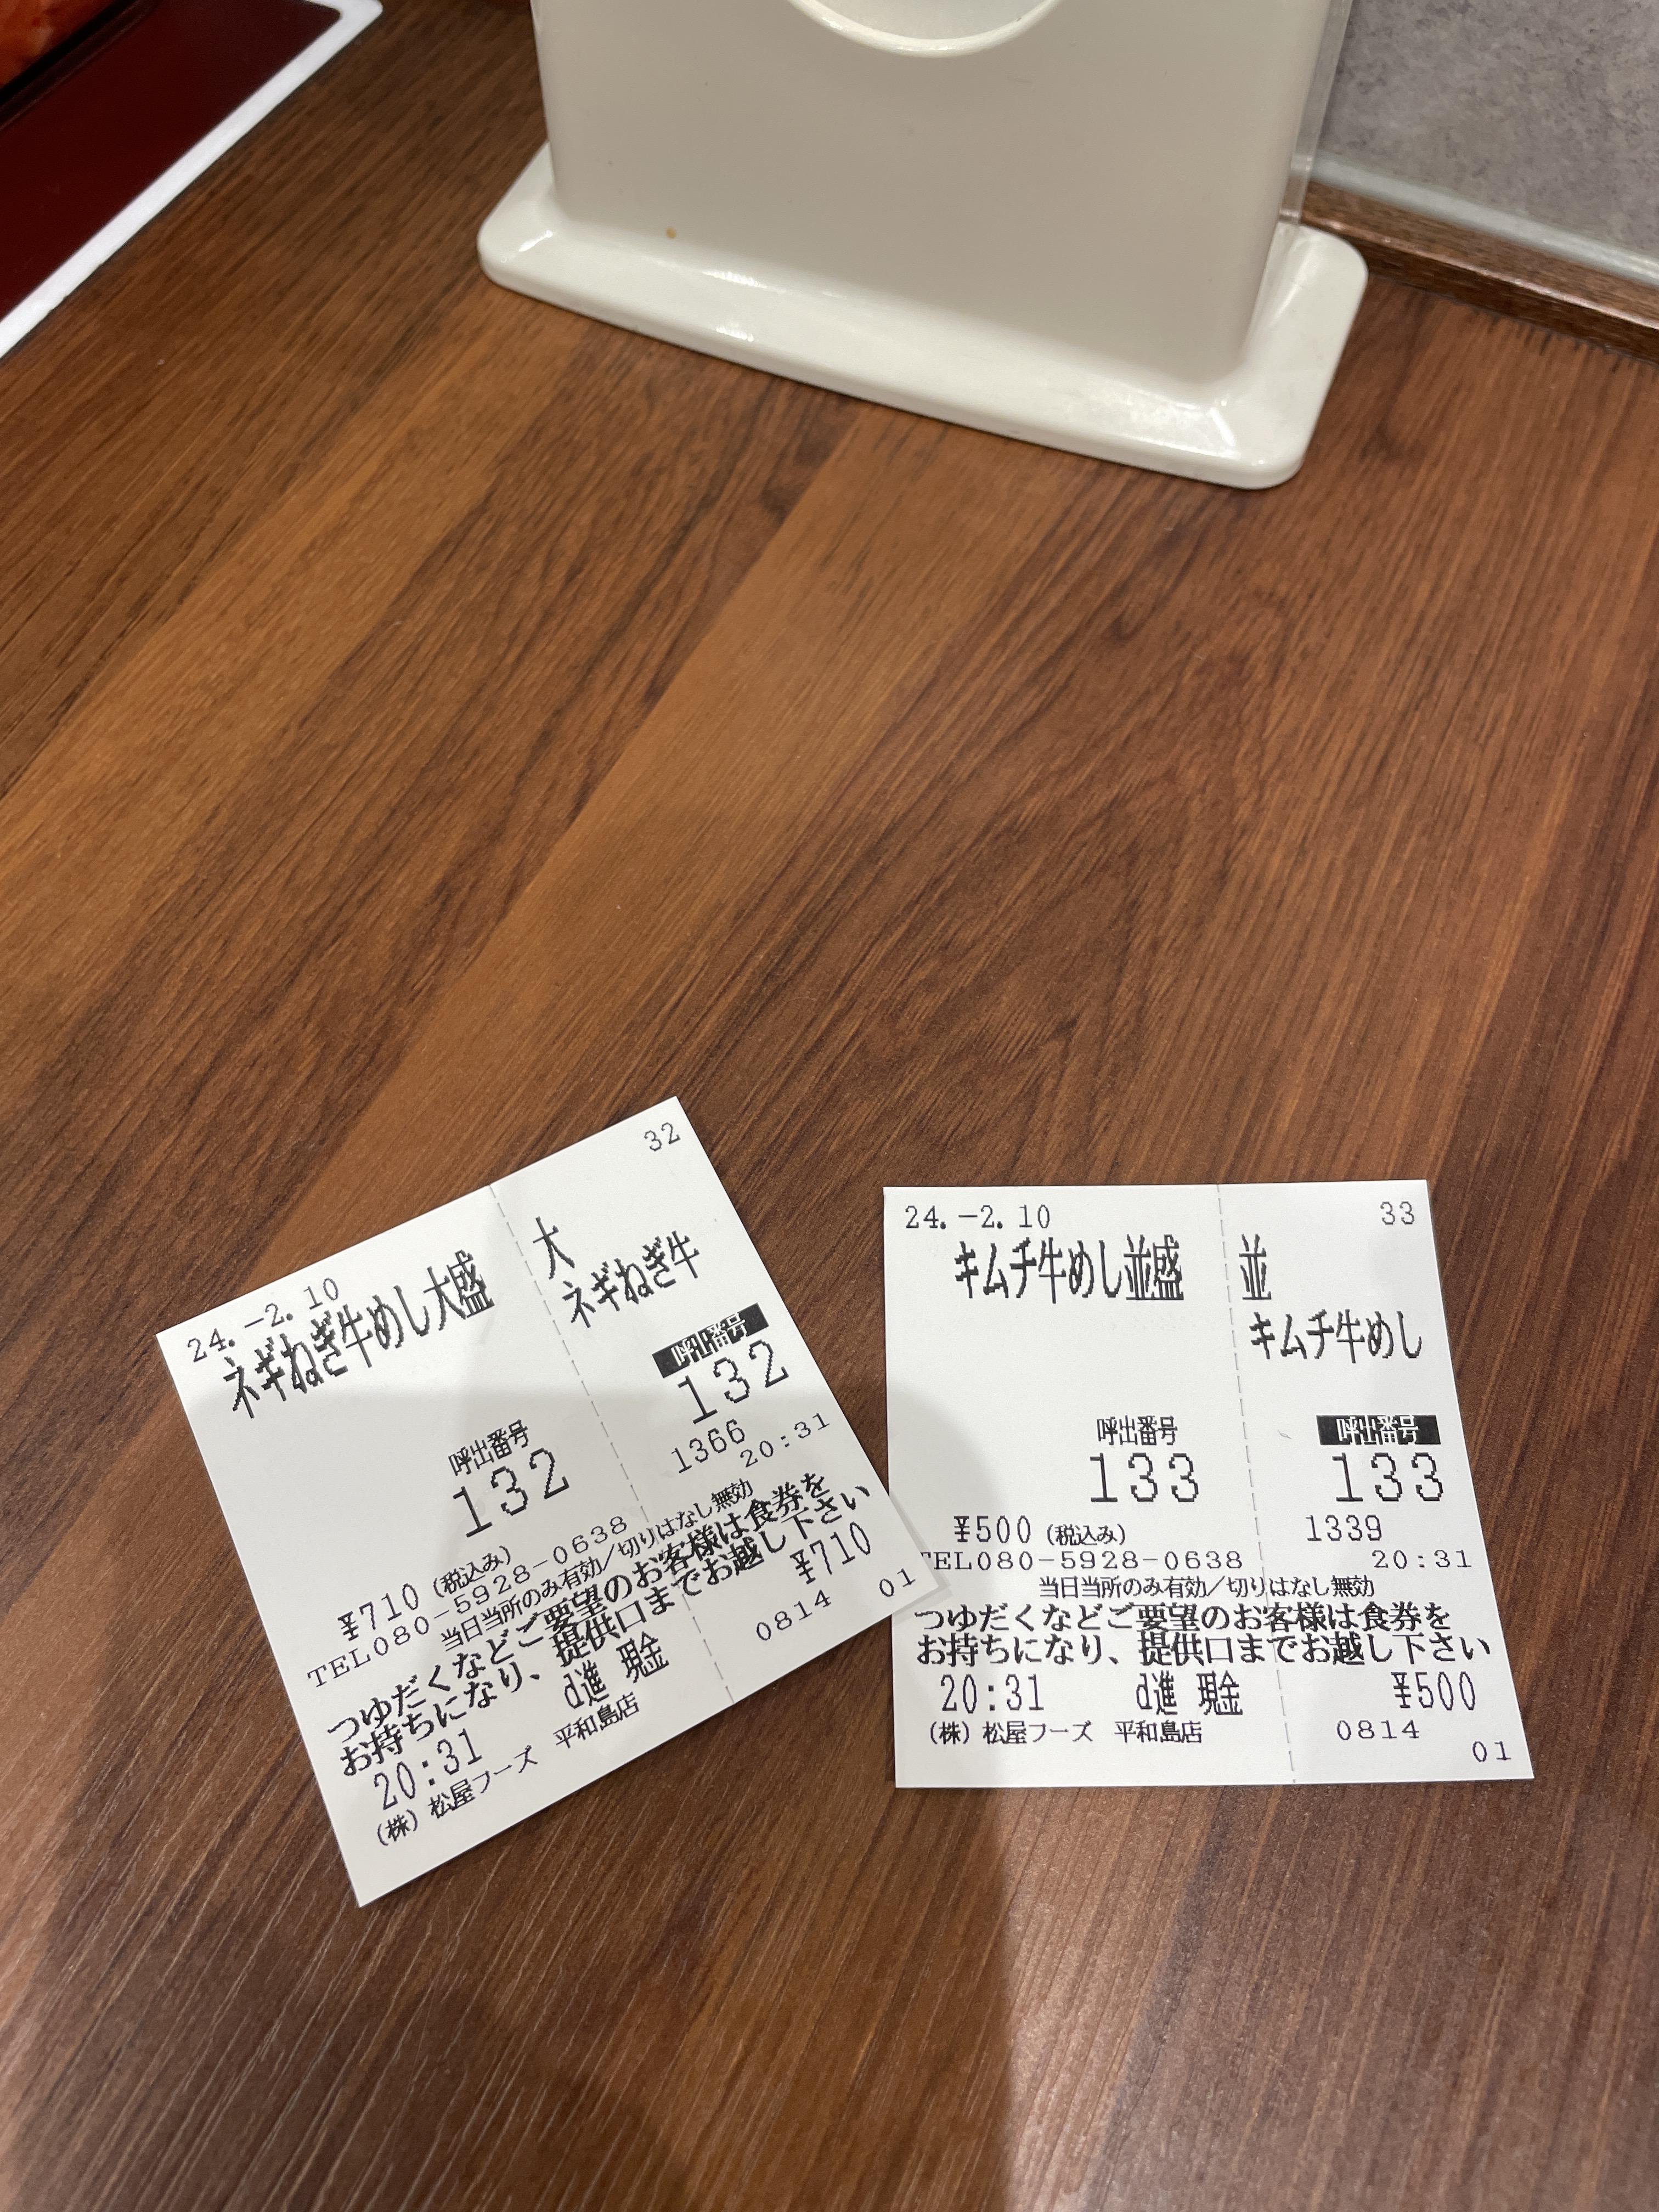 32
24.-2.10
ネギねぎ牛めし大盛
大
ネギねぎ牛
呼出番号
132
呼出番号
132
1366
20:31
¥710(税込み)
TEL080-5928-0638
当日当所のみ有効/切りはなし無効
つゆだくなどご要望のお客様は食券を
お持ちになり、提供口までお越し下さい
20:31 d進 現金 ¥710
(株)松屋フーズ 平和島店 0814
01
24.-2.10 33
キムチ牛めし並盛
並
キムチ牛めし
呼出番号
133
呼出番号
133
¥500(税込み) 1339
TEL080-5928-0638 20:31
当日当所のみ有効/切りはなし無効
つゆだくなどご要望のお客様は食券を
お持ちになり、提供口までお越し下さい
20:31 d進 現金 ¥500
(株)松屋フーズ 平和島店 0814
01